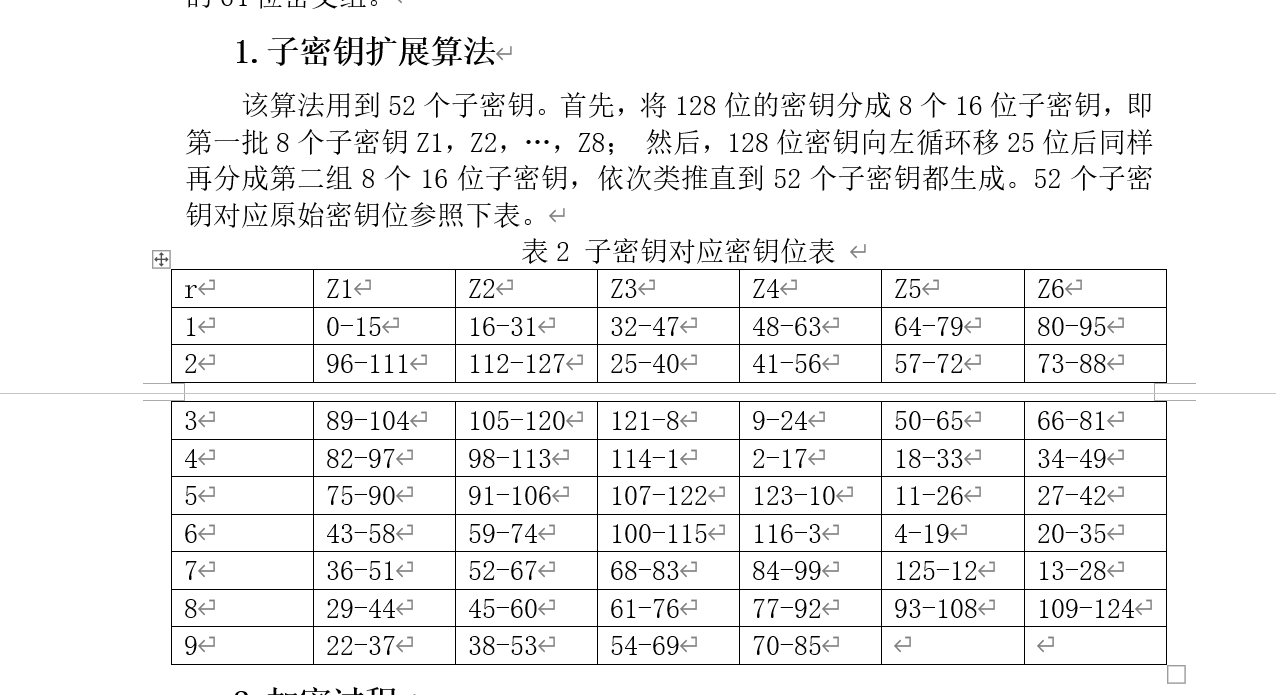 的 64 位密文组。
1. 子密钥扩展算法
该算法用到 52 个子密钥。首先，将 128 位的密钥分成 8 个 16 位子密钥，即
第一批 8 个子密钥 Z1，Z2，…，Z8； 然后，128 位密钥向左循环移 25 位后同样
再分成第二组 8 个 16 位子密钥，依次类推直到 52 个子密钥都生成。52 个子密
钥对应原始密钥位参照下表。
表 2 子密钥对应密钥位表
r Z1 Z2 Z3 Z4 Z5 Z6
1 0-15 16-31 32-47 48-63 64-79 80-95
2 96-111 112-127 25-40 41-56 57-72 73-88
3 89-104 105-120 121-8 9-24 50-65 66-81
4 82-97 98-113 114-1 2-17 18-33 34-49
5 75-90 91-106 107-122 123-10 11-26 27-42
6 43-58 59-74 100-115 116-3 4-19 20-35
7 36-51 52-67 68-83 84-99 125-12 13-28
8 29-44 45-60 61-76 77-92 93-108 109-124
9 22-37 38-53 54-69 70-85
2. 加密过程